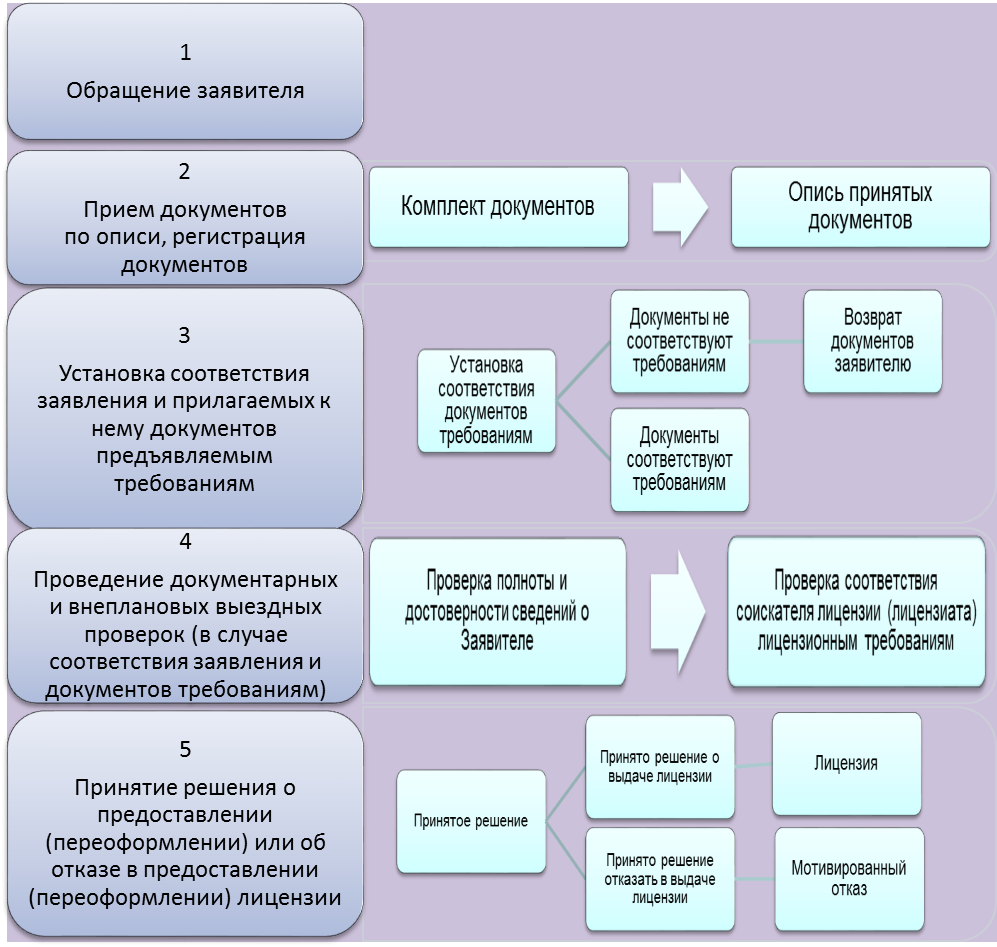 1
Обращение заявителя
2
Прием документов
по описи, регистрация
документов
Комплект документов
Опись принятых
документов
3
Установка соответствия
заявления и прилагаемых к
нему документов
предъявляемым
требованиям
Установка
соответствия
документов
требованиям
Документы не
соответствуют
требованиям
Возврат
документов
заявителю
Документы
соответствуют
требованиям
4
Проведение документарных
и внеплановых выездных
проверок (в случае
соответствия заявления и
документов требованиям)
Проверка полноты и
достоверности сведений о
Заявителе
Проверка соответствия
соискателя лицензии (лицензиата)
лицензионным требованиям
5
Принятие решения о
предоставлении
(переоформлении) или об
отказе в предоставлении
(переоформлении) лицензии
Принятое решение
Принято решение о
выдаче лицензии
Лицензия
Принято решение
отказать в выдаче
лицензии
Мотивированный
отказ